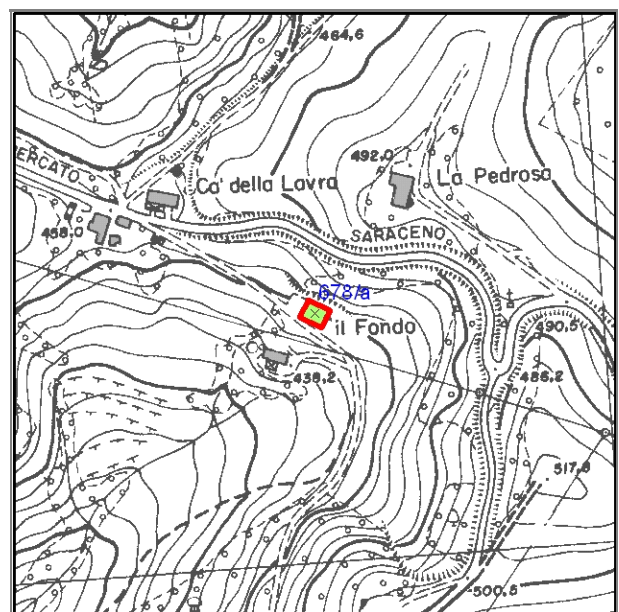 464,6
ERCATO
492,0
La Pedrosa
Ca' della Lavra
458.0
SARACENO
678/a
il Fondo
490,5
438,2
486,2
517,8
500,5